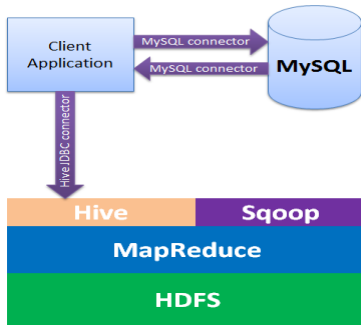 Client
Application
MySQL connector
MySQL connector
MySQL
Hive JDBC connector
Hive
Sqoop
MapReduce
HDFS